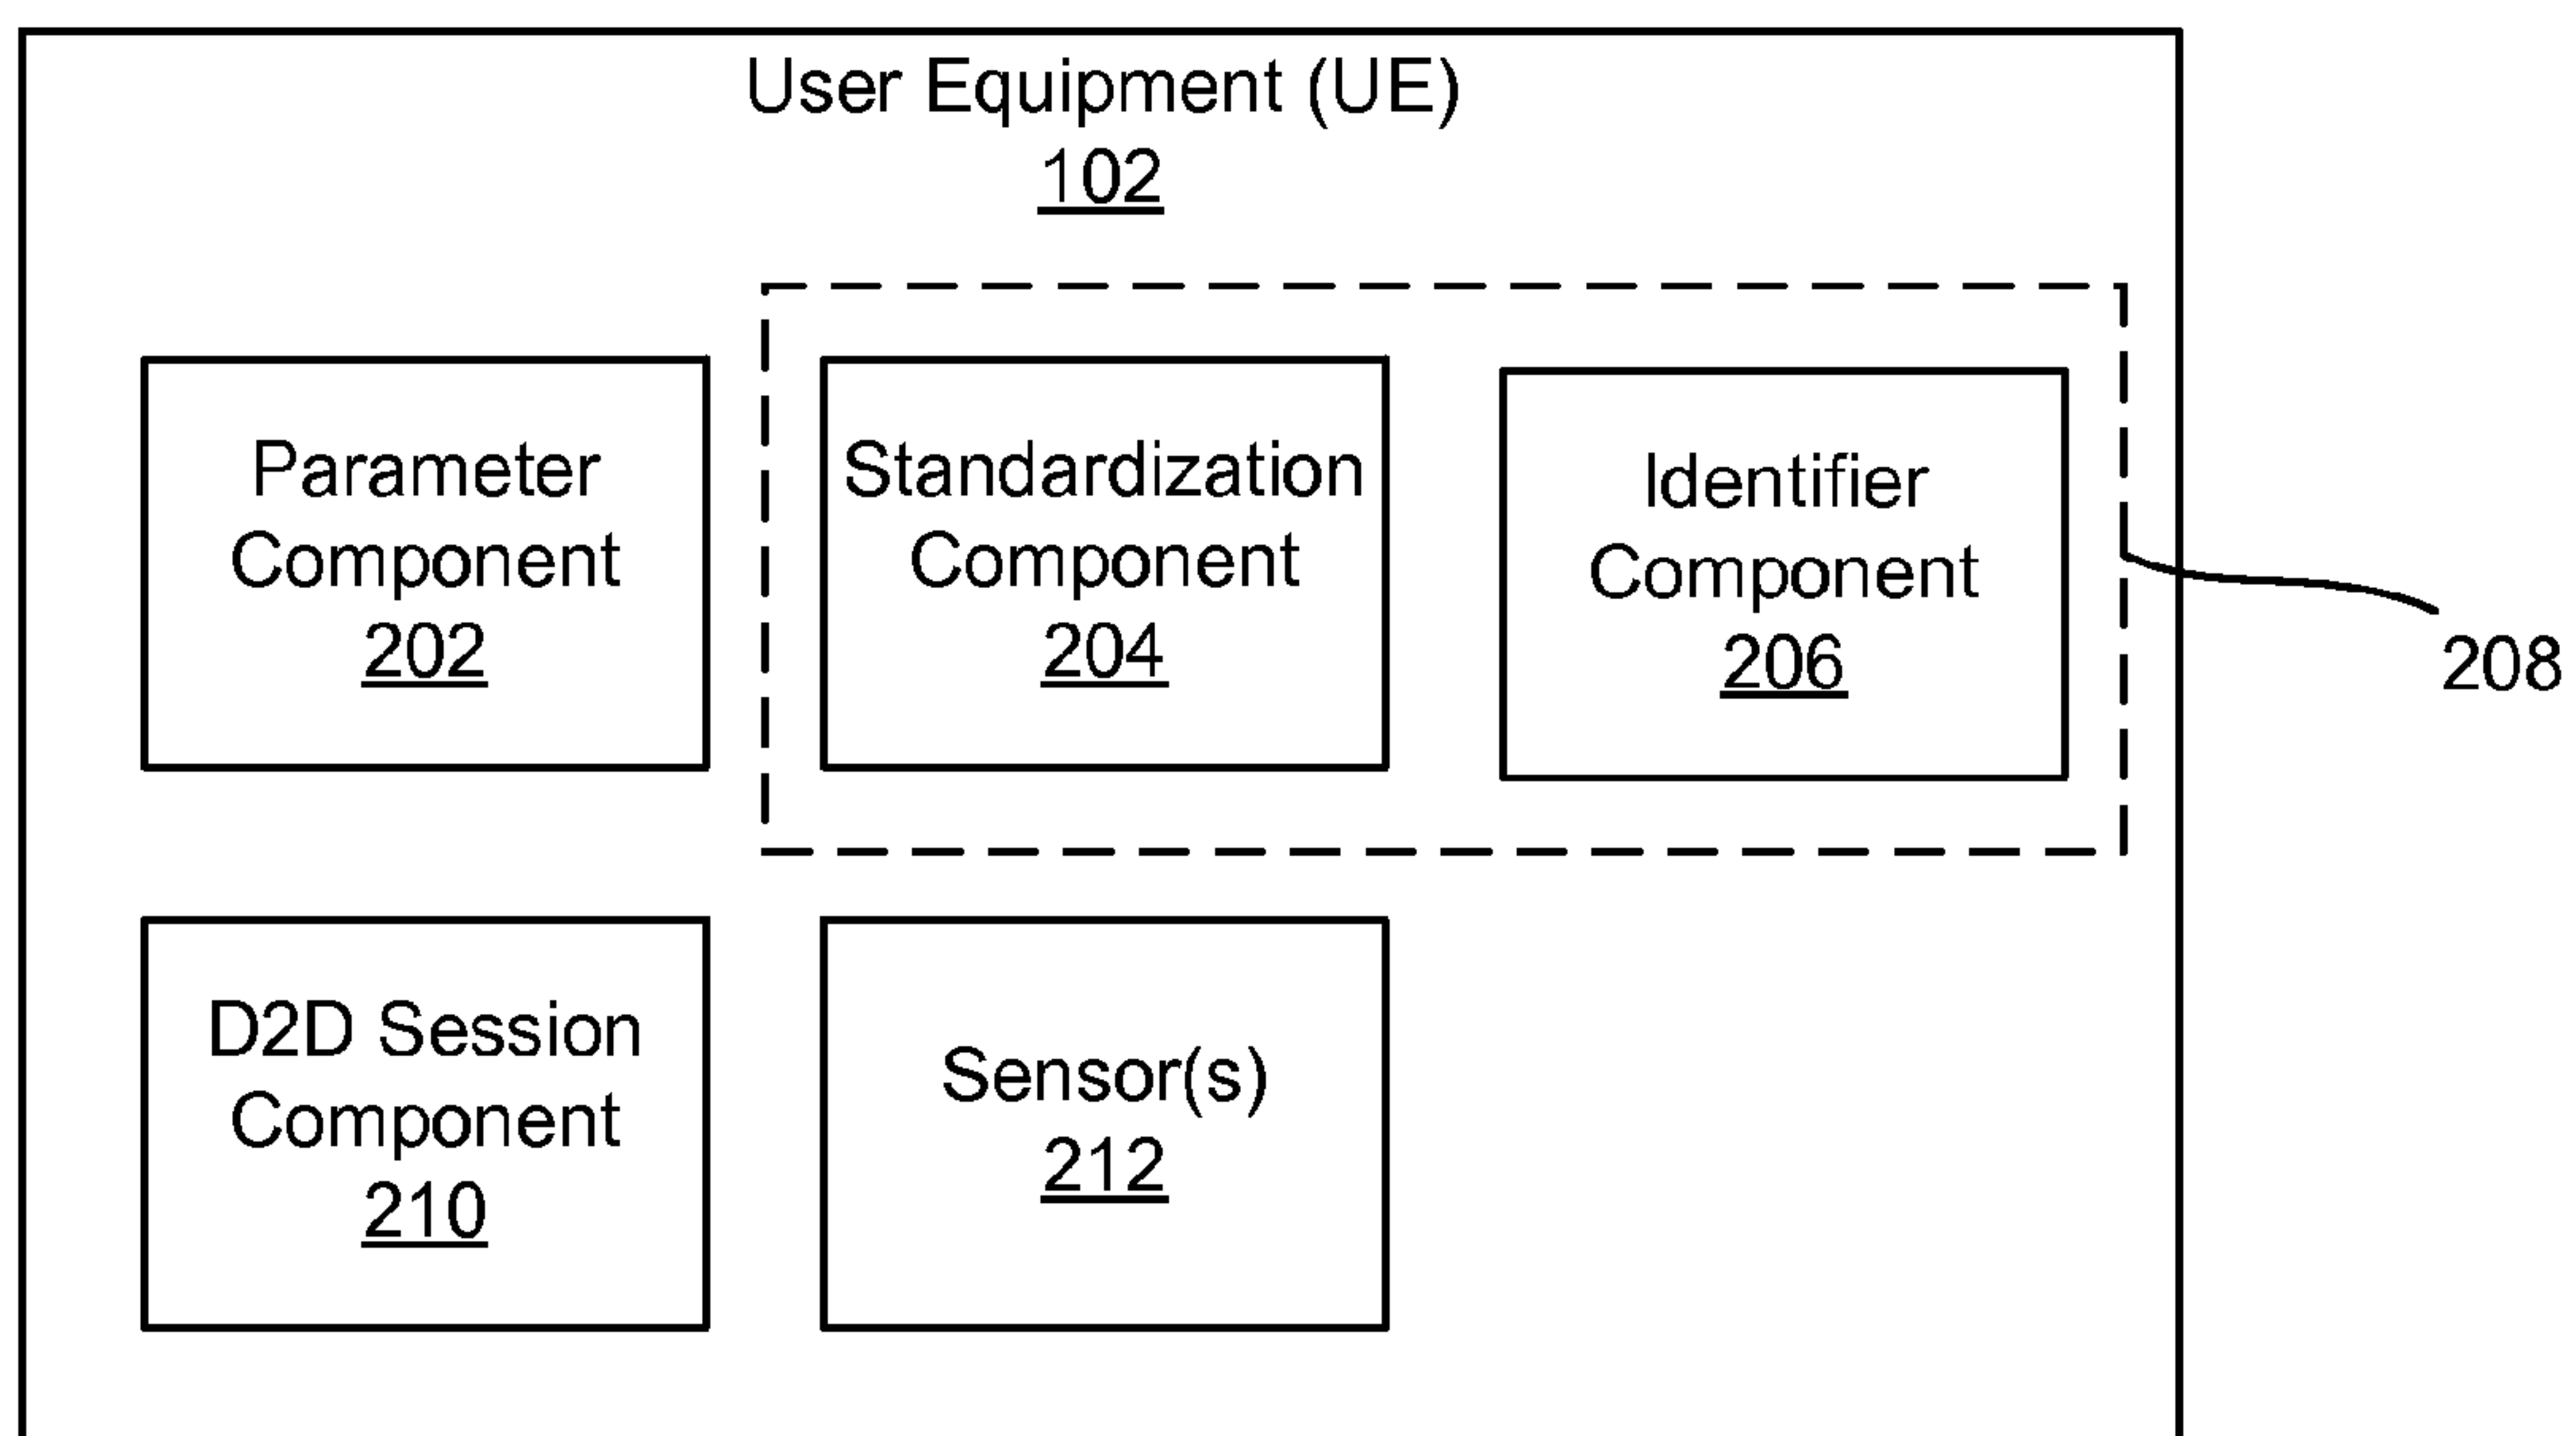 User Equipment (UE)
102
Parameter
Component
202
Standardization
Component
204
Identifier
Component
206
208
D2D Session
Component
210
Sensor(s)
212